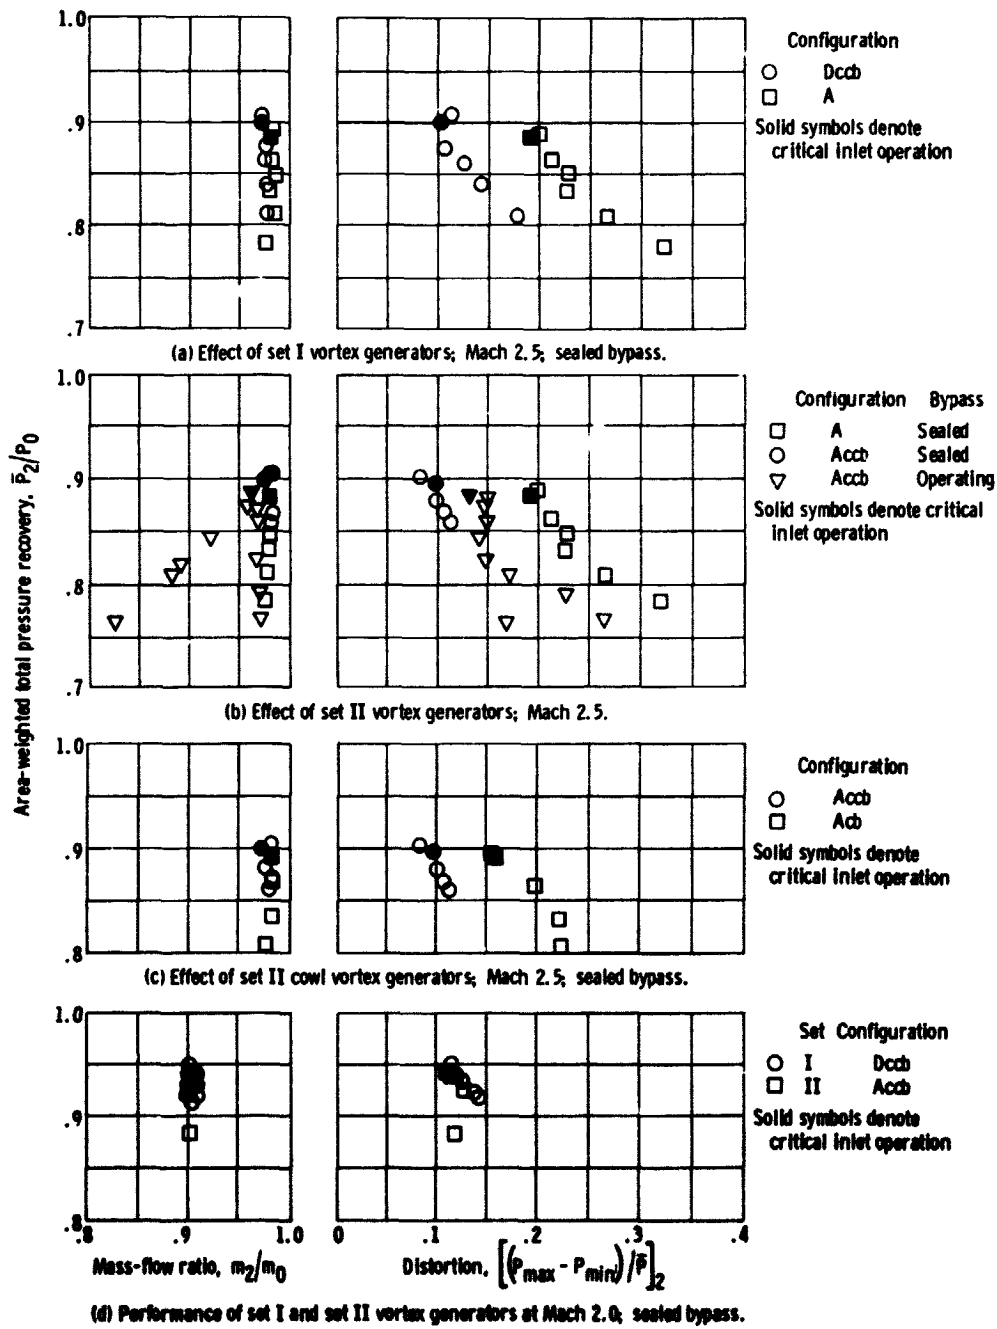 Area-weighted total pressure recovery, P̅2/P0
1.0
.9
.8
.7
Configuration
Dccb
A
Solid symbols denote
critical inlet operation
(a) Effect of set I vortex generators; Mach 2.5; sealed bypass.
1.0
.9
.8
.7
Configuration Bypass
A Sealed
Accb Sealed
Accb Operating
Solid symbols denote critical
inlet operation
(b) Effect of set II vortex generators; Mach 2.5.
1.0
.9
.8
Configuration
Accb
Acb
Solid symbols denote
critical inlet operation
(c) Effect of set II cowl vortex generators; Mach 2.5; sealed bypass.
1.0
.9
.8
Set Configuration
I Dccb
II Accb
Solid symbols denote
critical inlet operation
.8 .9 1.0 0 .1 .2 .3 .4
Mass-flow ratio, m2/m0 Distortion, [(Pmax - Pmin)/P̅]2
(d) Performance of set I and set II vortex generators at Mach 2.0; sealed bypass.